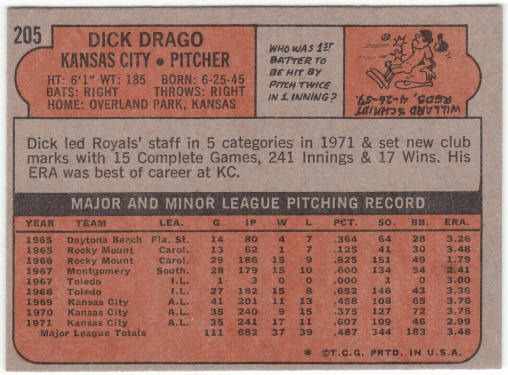 205
DICK DRAGO
KANSAS CITY • PITCHER
HT: 6'1" WT: 185 BORN: 6-25-45
BATS: RIGHT THROWS: RIGHT
HOME: OVERLAND PARK, KANSAS
WHO WAS 1ST
BATTER TO
BE HIT BY
PITCH TWICE
IN 1 INNING?
WILLARD SCHMIDT
REDS, 4-26-59.
Dick led Royals' staff in 5 categories in 1971 & set new club
marks with 15 Complete Games, 241 Innings & 17 Wins. His
ERA was best of career at KC.
MAJOR AND MINOR LEAGUE PITCHING RECORD
YEAR TEAM LEA. G IP W L PCT. SO. BB. ERA.
1965 Daytona Beach Fla. St. 14 80 4 7 .364 64 28 3.26
1965 Rocky Mount Carol. 13 62 1 7 .125 41 30 3.48
1966 Rocky Mount Carol. 29 186 15 9 .625 151 49 1.79
1967 Montgomery South. 28 179 15 10 .600 134 54 2.41
1967 Toledo I.L. 1 3 0 0 .000 1 0 3.00
1968 Toledo I.L. 27 182 15 8 .652 146 43 3.36
1969 Kansas City A.L. 41 201 11 13 .458 108 65 3.76
1970 Kansas City A.L. 35 240 9 15 .375 127 72 3.75
1971 Kansas City A.L. 35 241 17 11 .607 109 46 2.99
Major League Totals 111 682 37 39 .487 344 183 3.48
* ©T.C.G. PRTD. IN U.S.A.